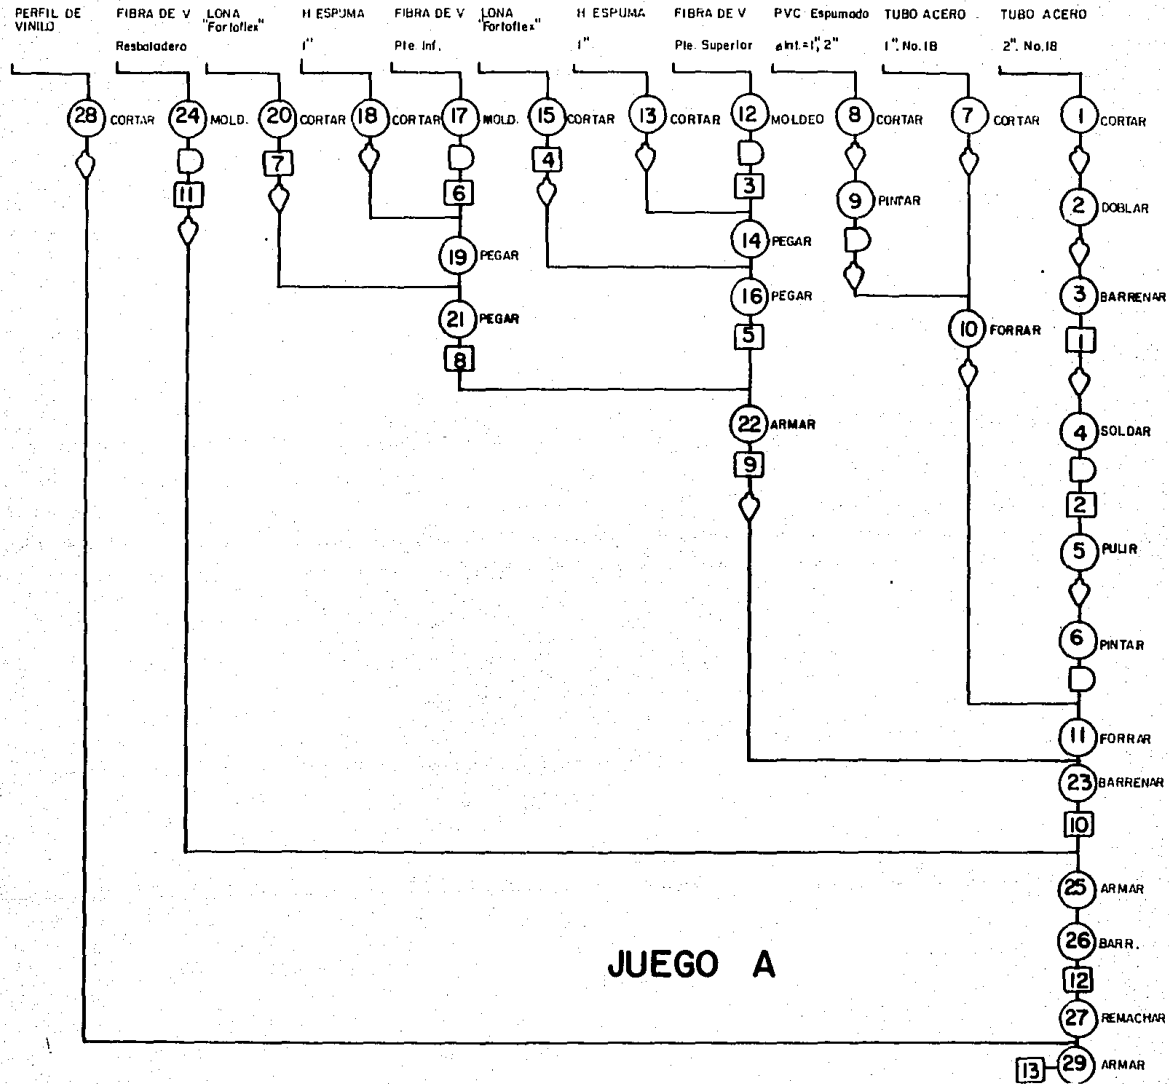 PERFIL DE VINILO
FIBRA DE V
Resbaladero
LONA "Fortoflex"
H ESPUMA
1"
FIBRA DE V
Pte. Inf.
LONA "Fortoflex"
H ESPUMA
1"
FIBRA DE V
Pte. Superior
PVC Espumado
ø Int.=1", 2"
TUBO ACERO
1". No.18
TUBO ACERO
2". No.18
28 CORTAR
24 MOLD.
20 CORTAR
18 CORTAR
17 MOLD.
15 CORTAR
13 CORTAR
12 MOLDEO
8 CORTAR
7 CORTAR
1 CORTAR
7
4
3
11
6
9 PINTAR
2 DOBLAR
14 PEGAR
19 PEGAR
16 PEGAR
3 BARRENAR
21 PEGAR
10 FORRAR
5
1
8
22 ARMAR
4 SOLDAR
9
2
5 PULIR
6 PINTAR
11 FORRAR
23 BARRENAR
10
25 ARMAR
26 BARR.
JUEGO A
12
27 REMACHAR
13
29 ARMAR